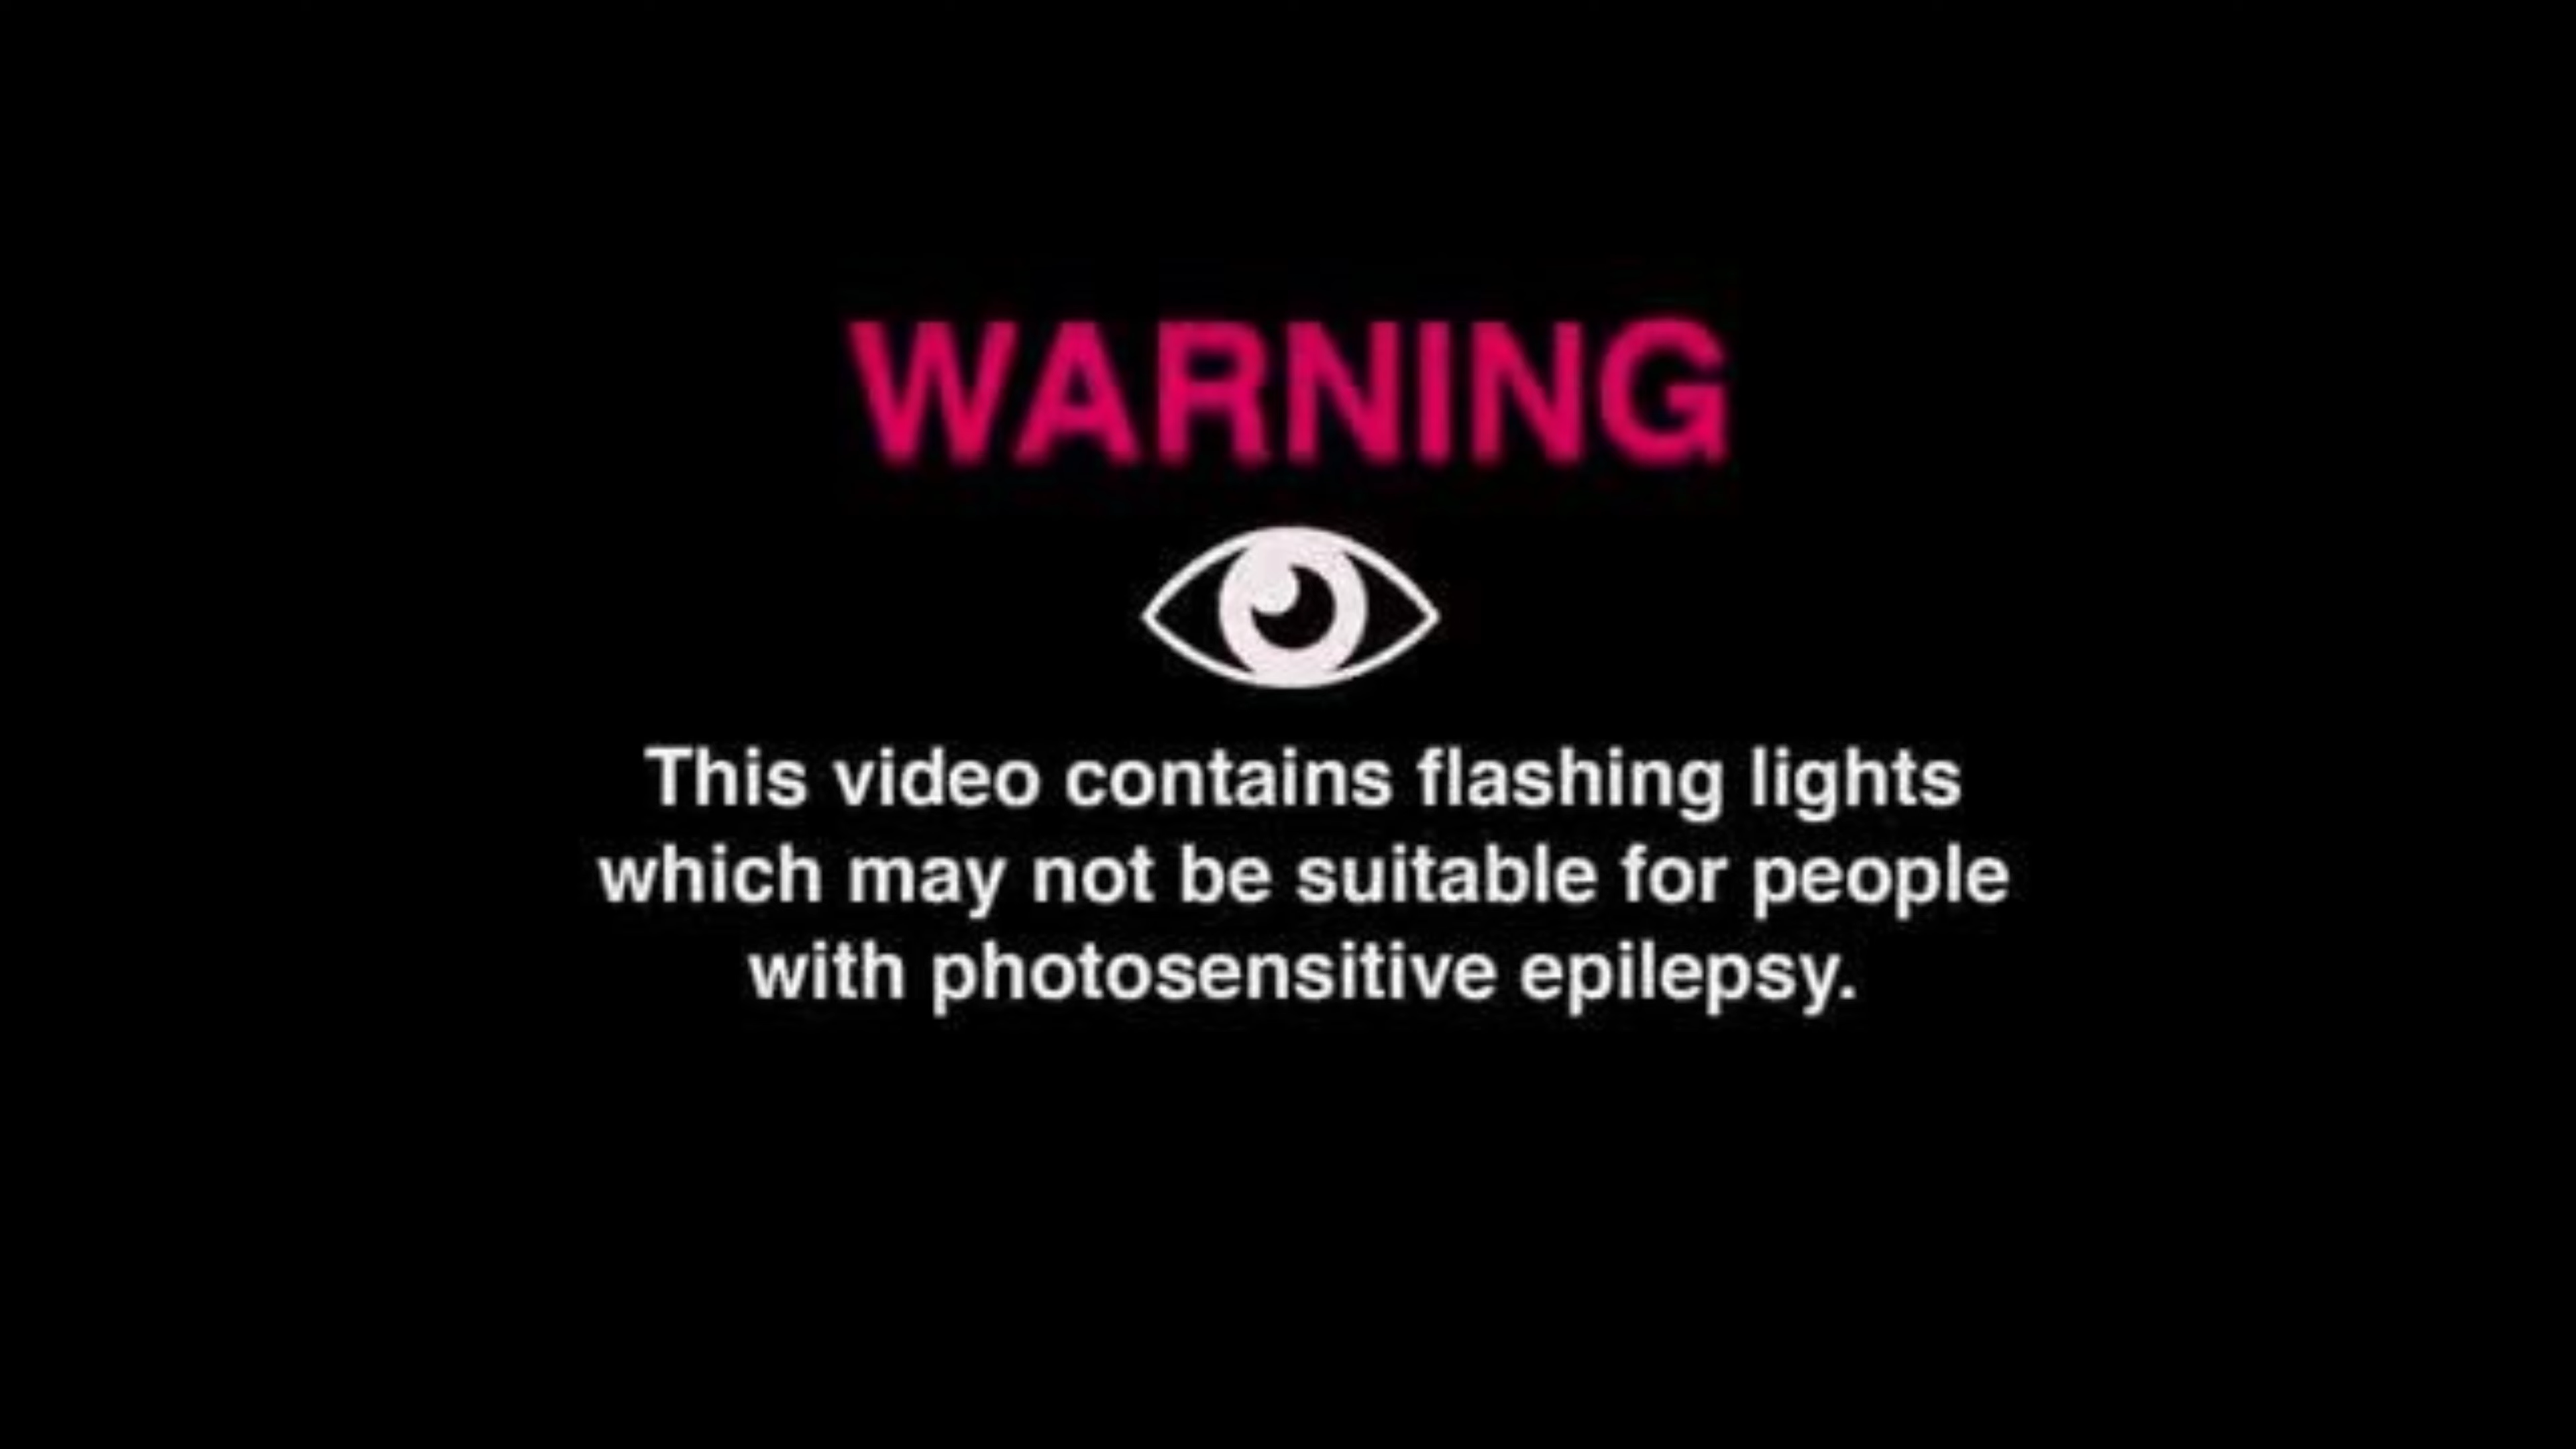 WARNING
This video contains flashing lights
which may not be suitable for people
with photosensitive epilepsy.